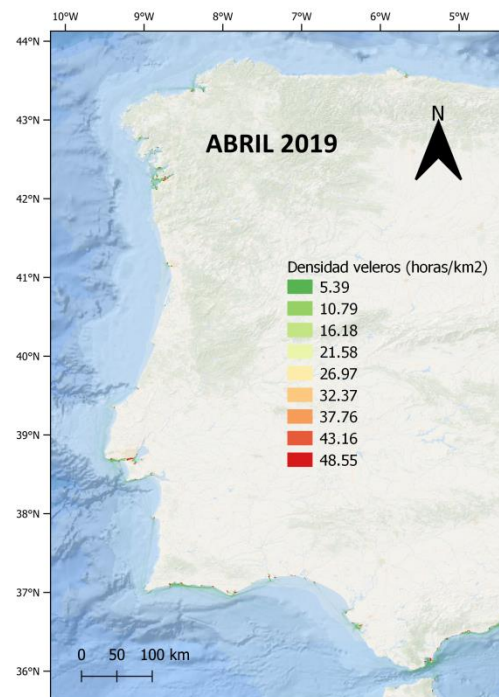 10°W 9°W 8°W 7°W 6°W 5°W
44°N
43°N
42°N
41°N
40°N
39°N
38°N
37°N
36°N
N
ABRIL 2019
Densidad veleros (horas/km2)
5.39
10.79
16.18
21.58
26.97
32.37
37.76
43.16
48.55
0 50 100 km